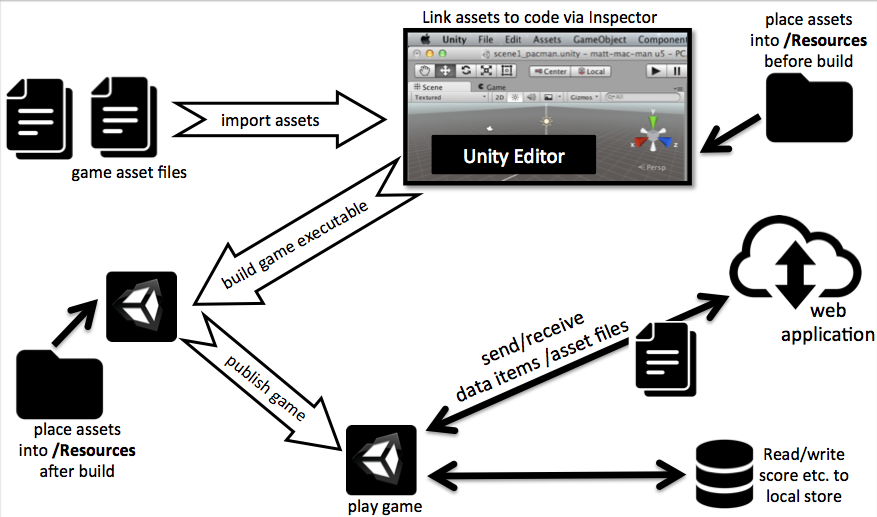 Link assets to code via Inspector
place assets
into /Resources
before build
Unity File Edit Assets GameObject Component
scene1_pacman.unity – matt-mac-man u5 – PC
Center Local
Scene Game
Textured 2D Gizmos All
Unity Editor
y
x z
Persp
import assets
game asset files
build game executable
web
application
send/receive
data items /asset files
publish game
place assets
into /Resources
after build
play game
Read/write
score etc. to
local store